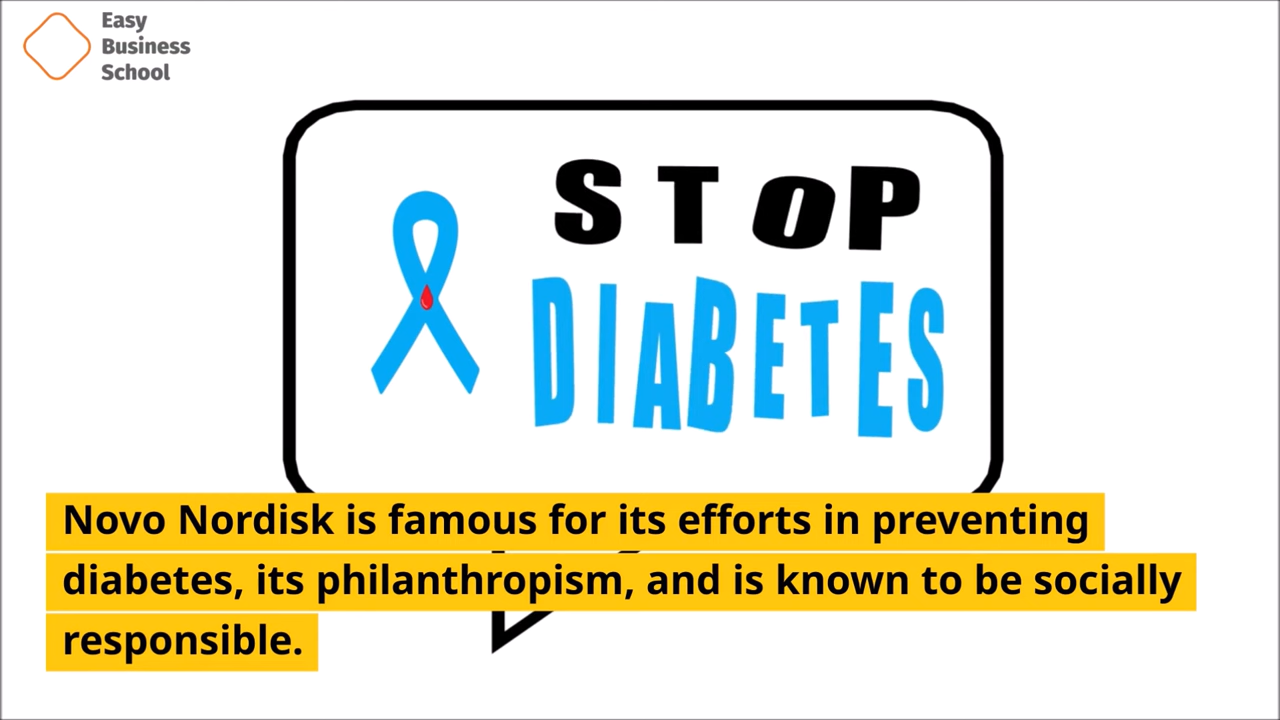 Easy
Business
School
STOP
DIABETES
Novo Nordisk is famous for its efforts in preventing
diabetes, its philanthropism, and is known to be socially
responsible.